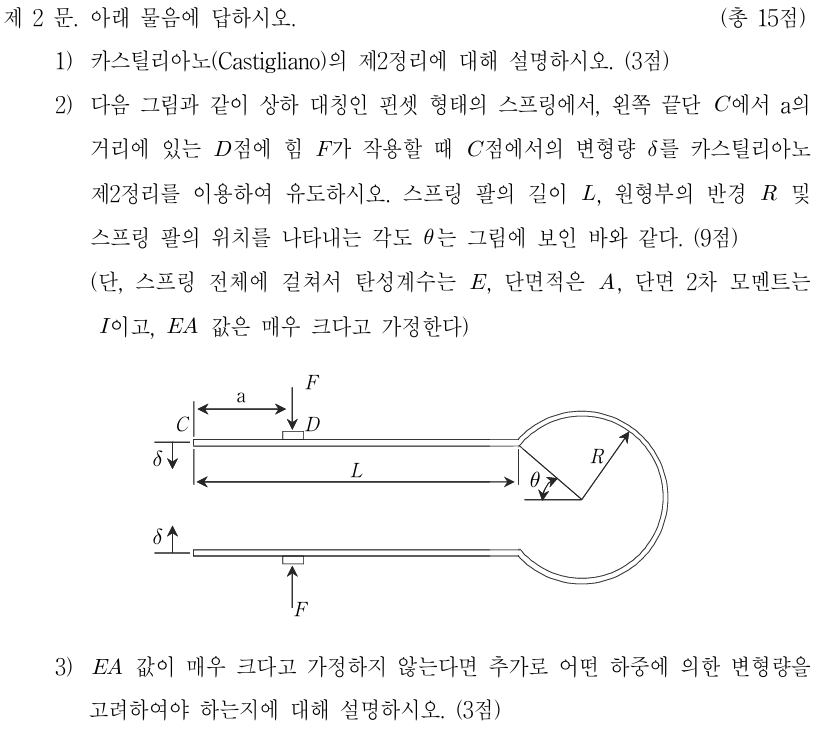 제 2 문. 아래 물음에 답하시오. (총 15점)
1) 카스틸리아노(Castigliano)의 제2정리에 대해 설명하시오. (3점)
2) 다음 그림과 같이 상하 대칭인 핀셋 형태의 스프링에서, 왼쪽 끝단 C에서 a의
거리에 있는 D점에 힘 F가 작용할 때 C점에서의 변형량 δ를 카스틸리아노
제2정리를 이용하여 유도하시오. 스프링 팔의 길이 L, 원형부의 반경 R 및
스프링 팔의 위치를 나타내는 각도 θ는 그림에 보인 바와 같다. (9점)
(단, 스프링 전체에 걸쳐서 탄성계수는 E, 단면적은 A, 단면 2차 모멘트는
I이고, EA 값은 매우 크다고 가정한다)
F
a
C
D
δ
R
L
θ
δ
F
3) EA 값이 매우 크다고 가정하지 않는다면 추가로 어떤 하중에 의한 변형량을
고려하여야 하는지에 대해 설명하시오. (3점)